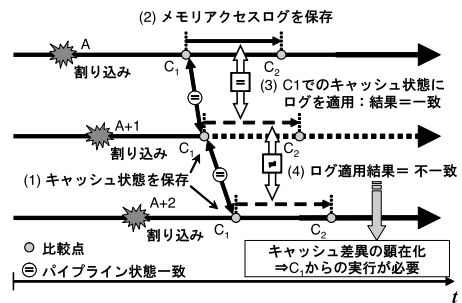 (2) メモリアクセスログを保存
A
割り込み
C1
C2
=
(3) C1でのキャッシュ状態に
ログを適用：結果＝一致
=
A+1
割り込み
C1
C2
≠
(4) ログ適用結果＝ 不一致
(1) キャッシュ状態を保存
=
A+2
割り込み
C1
C2
=
比較点
= パイプライン状態一致
キャッシュ差異の顕在化
⇒C1からの実行が必要
t